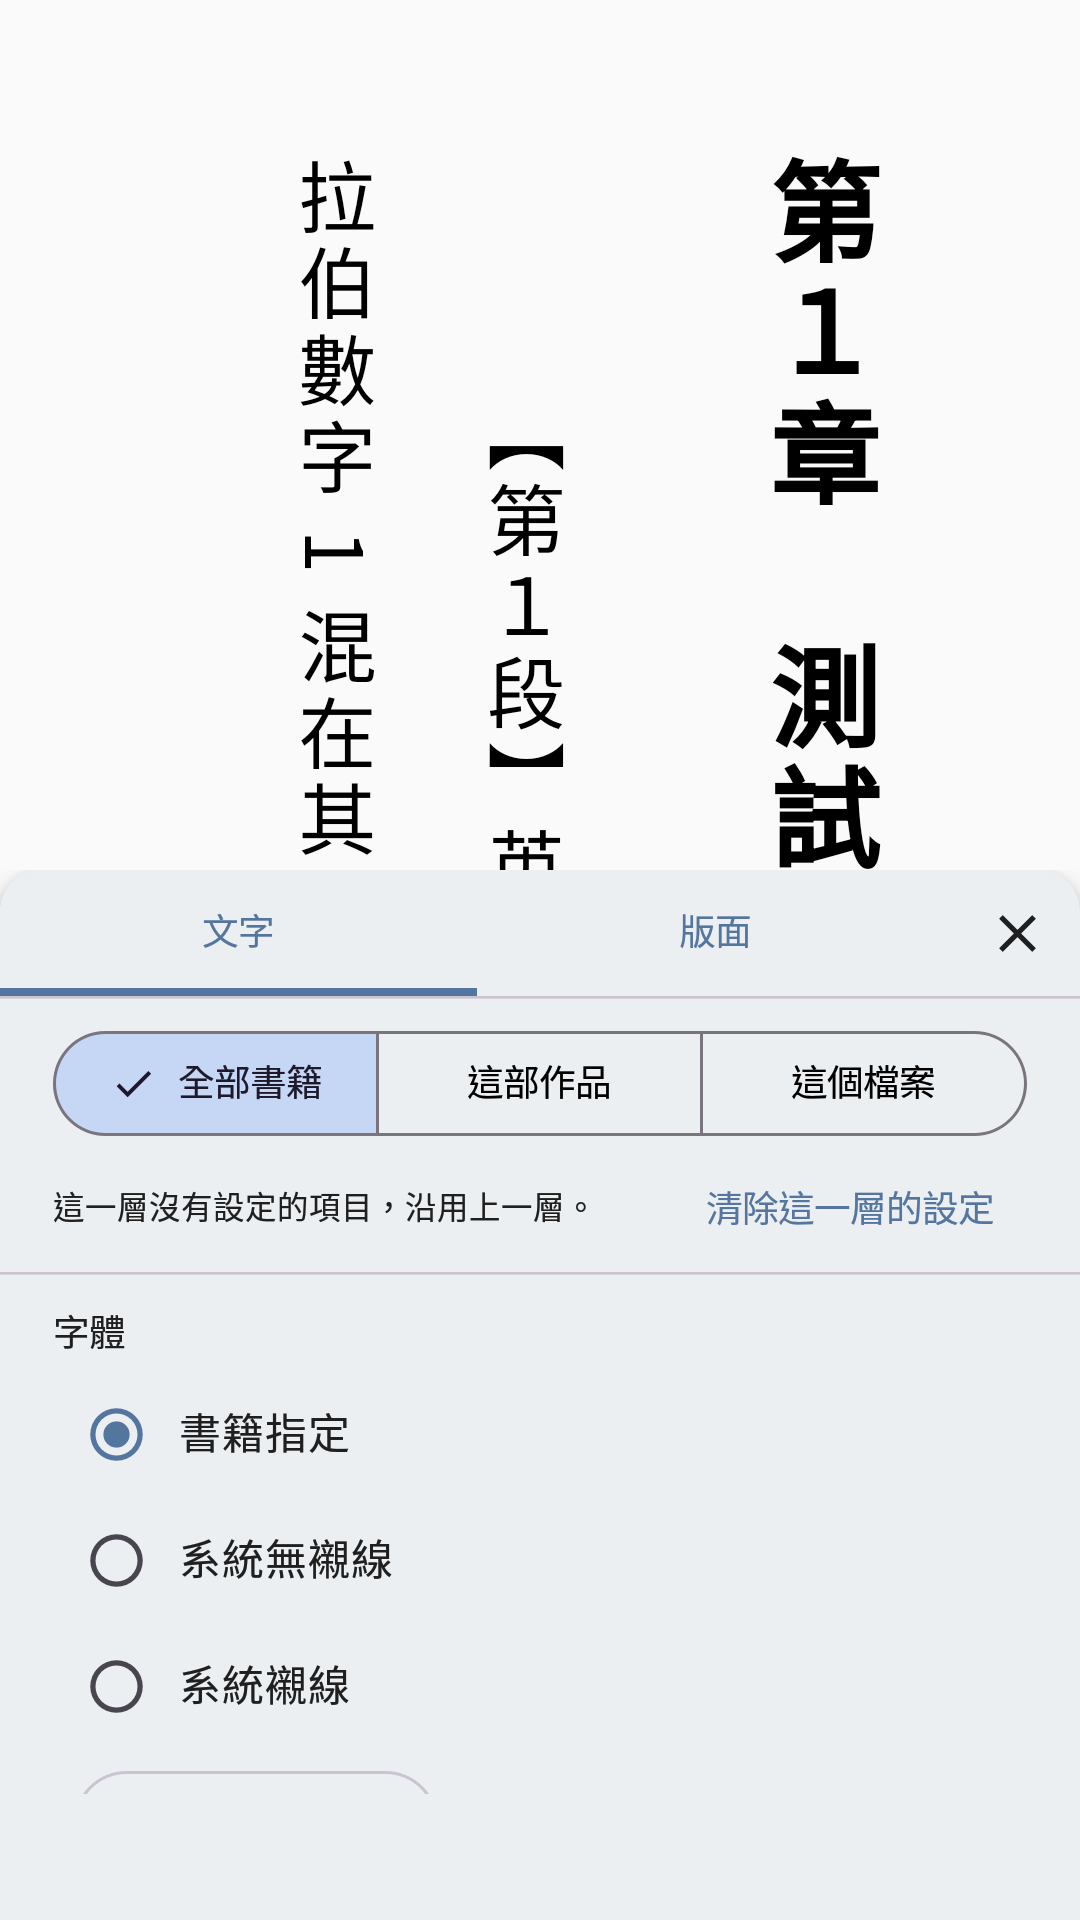 第1章　測試
【第1段】英
拉伯數字 1 混在其
文字
版面
全部書籍
這部作品
這個檔案
這一層沒有設定的項目，沿用上一層。
清除這一層的設定
字體
書籍指定
系統無襯線
系統襯線